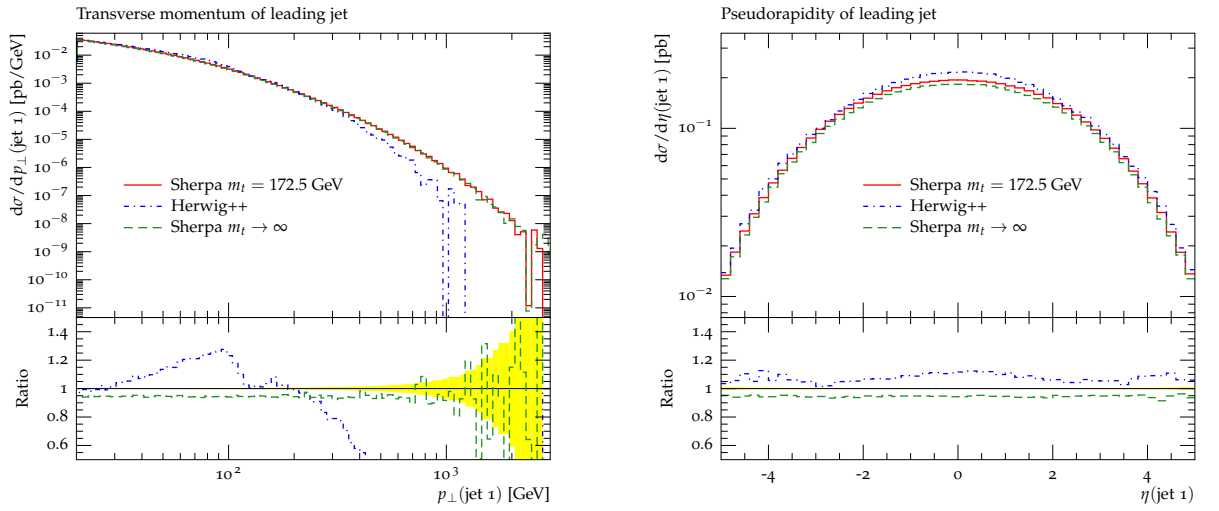 Transverse momentum of leading jet
dσ/dp⊥(jet 1) [pb/GeV]
10⁻²
10⁻³
10⁻⁴
10⁻⁵
10⁻⁶
10⁻⁷
10⁻⁸
10⁻⁹
10⁻¹⁰
10⁻¹¹
Sherpa mₜ = 172.5 GeV
Herwig++
Sherpa mₜ → ∞
Ratio
1.4
1.2
1
0.8
0.6
10²
10³
p⊥(jet 1) [GeV]
Pseudorapidity of leading jet
dσ/dη(jet 1) [pb]
10⁻¹
10⁻²
Sherpa mₜ = 172.5 GeV
Herwig++
Sherpa mₜ → ∞
Ratio
1.4
1.2
1
0.8
0.6
-4 -2 0 2 4
η(jet 1)